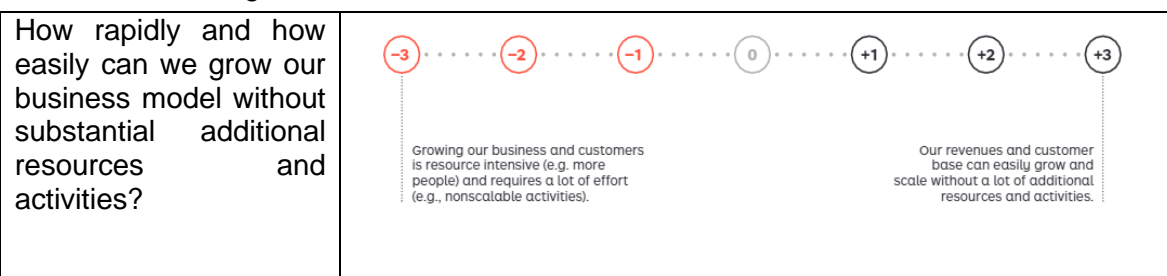 How rapidly and how
easily can we grow our
business model without
substantial additional
resources and
activities?
−3 −2 −1 0 +1 +2 +3
Growing our business and customers
is resource intensive (e.g. more
people) and requires a lot of effort
(e.g., nonscalable activities).
Our revenues and customer
base can easily grow and
scale without a lot of additional
resources and activities.